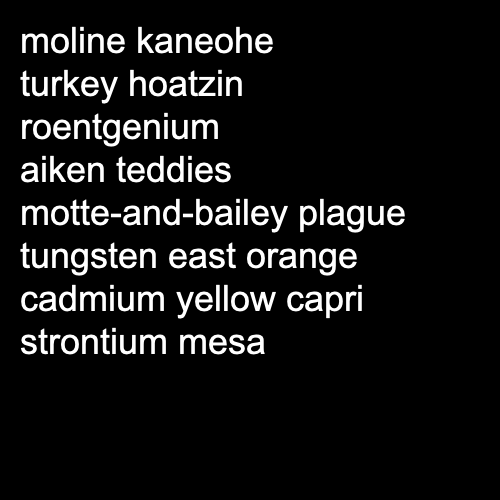 moline kaneohe
turkey hoatzin
roentgenium
aiken teddies
motte-and-bailey plague
tungsten east orange
cadmium yellow capri
strontium mesa